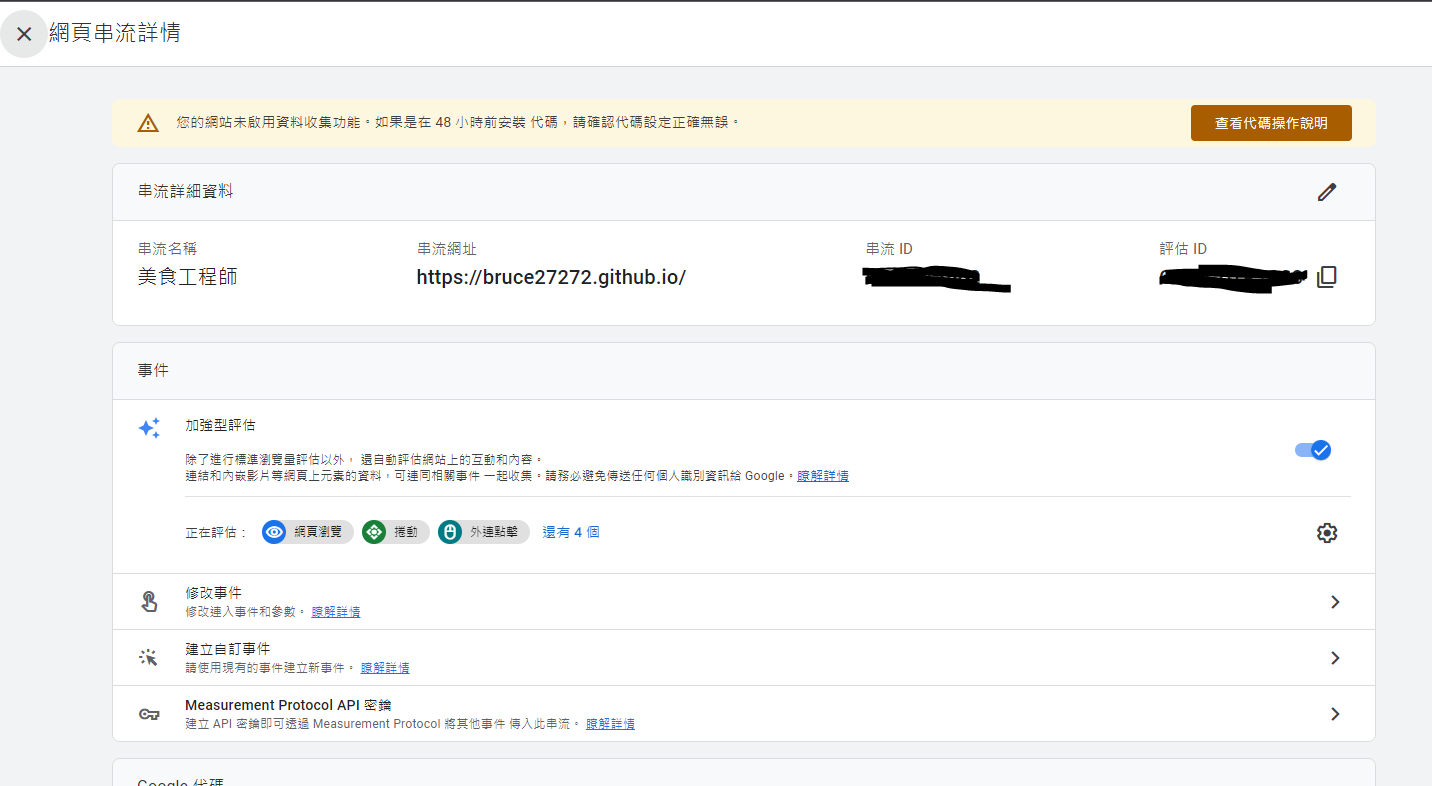 網頁串流詳情
您的網站未啟用資料收集功能。如果是在 48 小時前安裝 代碼，請確認代碼設定正確無誤。
查看代碼操作說明
串流詳細資料
串流名稱
美食工程師
串流網址
https://bruce27272.github.io/
串流 ID
評估 ID
事件
加強型評估
除了進行標準瀏覽量評估以外， 還自動評估網站上的互動和內容。
連結和內嵌影片等網頁上元素的資料，可連同相關事件 一起收集。請務必避免傳送任何個人識別資訊給 Google。瞭解詳情
正在評估： 網頁瀏覽 捲動 外連點擊 還有 4 個
修改事件
修改連入事件和參數。 瞭解詳情
建立自訂事件
請使用現有的事件建立新事件。 瞭解詳情
Measurement Protocol API 密鑰
建立 API 密鑰即可透過 Measurement Protocol 將其他事件 傳入此串流。 瞭解詳情
Google 代碼